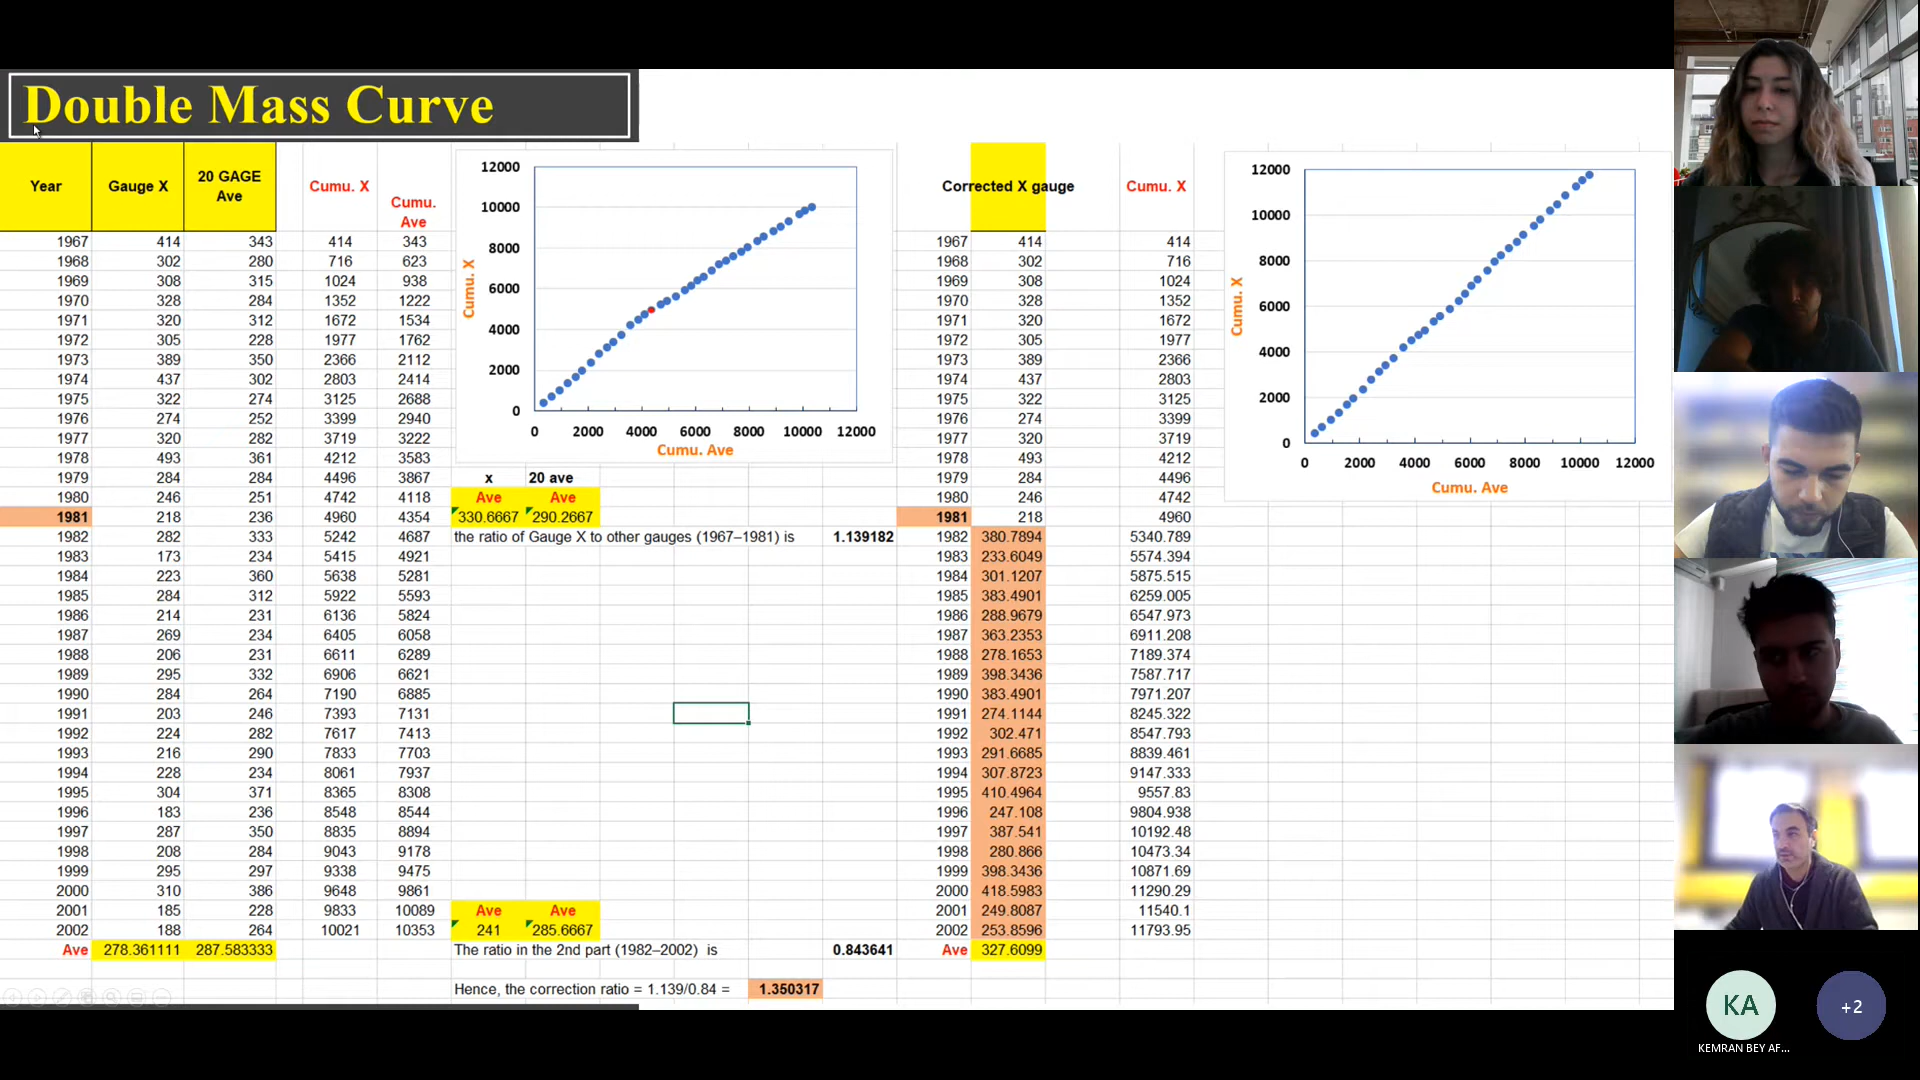 Double Mass Curve
Year Gauge X 20 GAGE Ave Cumu. X Cumu. Ave
1967 414 343 414 343
1968 302 280 716 623
1969 308 315 1024 938
1970 328 284 1352 1222
1971 320 312 1672 1534
1972 305 228 1977 1762
1973 389 350 2366 2112
1974 437 302 2803 2414
1975 322 274 3125 2688
1976 274 252 3399 2940
1977 320 282 3719 3222
1978 493 361 4212 3583
1979 284 284 4496 3867
1980 246 251 4742 4118
1981 218 236 4960 4354
1982 282 333 5242 4687
1983 173 234 5415 4921
1984 223 360 5638 5281
1985 284 312 5922 5593
1986 214 231 6136 5824
1987 269 234 6405 6058
1988 206 231 6611 6289
1989 295 332 6906 6621
1990 284 264 7190 6885
1991 203 246 7393 7131
1992 224 282 7617 7413
1993 216 290 7833 7703
1994 228 234 8061 7937
1995 304 371 8365 8308
1996 183 236 8548 8544
1997 287 350 8835 8894
1998 208 284 9043 9178
1999 295 297 9338 9475
2000 310 386 9648 9861
2001 185 228 9833 10089
2002 188 264 10021 10353
Ave 278.361111 287.583333
12000
10000
8000
6000
4000
2000
0
Cumu. X
0 2000 4000 6000 8000 10000 12000
Cumu. Ave
x 20 ave
Ave Ave
330.6667 290.2667
the ratio of Gauge X to other gauges (1967–1981) is 1.139182
Ave Ave
241 285.6667
The ratio in the 2nd part (1982–2002) is 0.843641
Hence, the correction ratio = 1.139/0.84 = 1.350317
Corrected X gauge Cumu. X
1967 414 414
1968 302 716
1969 308 1024
1970 328 1352
1971 320 1672
1972 305 1977
1973 389 2366
1974 437 2803
1975 322 3125
1976 274 3399
1977 320 3719
1978 493 4212
1979 284 4496
1980 246 4742
1981 218 4960
1982 380.7894 5340.789
1983 233.6049 5574.394
1984 301.1207 5875.515
1985 383.4901 6259.005
1986 288.9679 6547.973
1987 363.2353 6911.208
1988 278.1653 7189.374
1989 398.3436 7587.717
1990 383.4901 7971.207
1991 274.1144 8245.322
1992 302.471 8547.793
1993 291.6685 8839.461
1994 307.8723 9147.333
1995 410.4964 9557.83
1996 247.108 9804.938
1997 387.541 10192.48
1998 280.866 10473.34
1999 398.3436 10871.69
2000 418.5983 11290.29
2001 249.8087 11540.1
2002 253.8596 11793.95
Ave 327.6099
12000
10000
8000
6000
4000
2000
0
Cumu. X
0 2000 4000 6000 8000 10000 12000
Cumu. Ave
KA
+2
KEMRAN BEY AF...